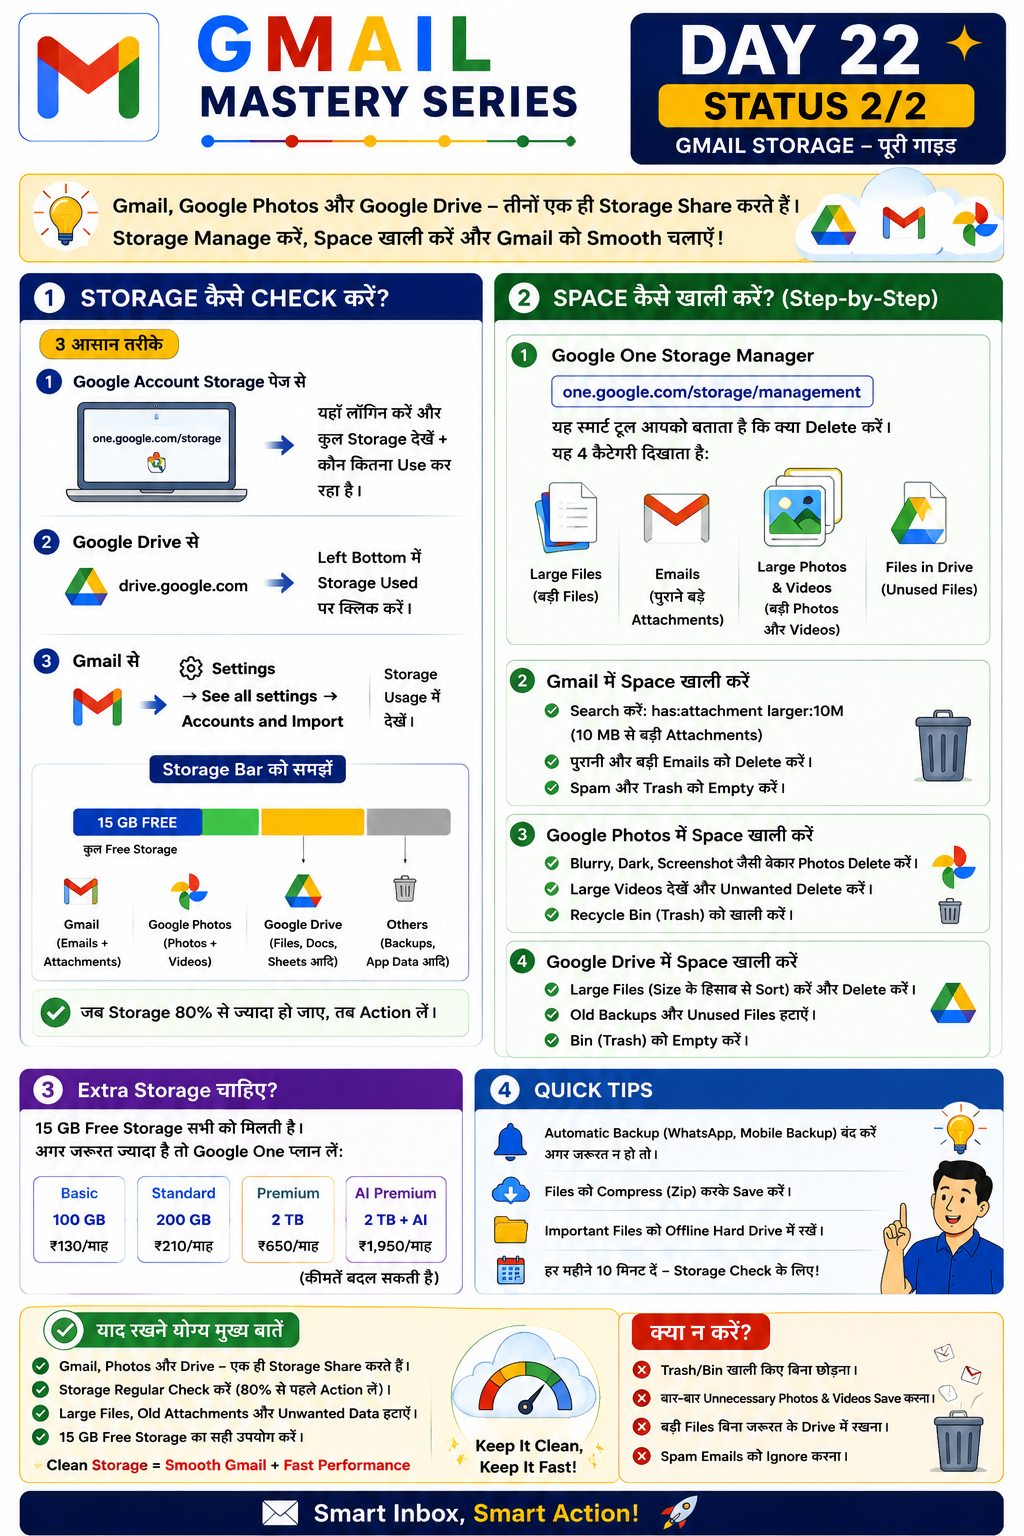 GMAIL
MASTERY SERIES
DAY 22
STATUS 2/2
GMAIL STORAGE – पूरी गाइड
Gmail, Google Photos और Google Drive – तीनों एक ही Storage Share करते हैं।
Storage Manage करें, Space खाली करें और Gmail को Smooth चलाएँ!
1 STORAGE कैसे CHECK करें?
3 आसान तरीके
1 Google Account Storage पेज से
one.google.com/storage
यहाँ लॉगिन करें और
कुल Storage देखें +
कौन कितना Use कर
रहा है।
2 Google Drive से
drive.google.com
Left Bottom में
Storage Used
पर क्लिक करें।
3 Gmail से
Settings
→ See all settings →
Accounts and Import
Storage
Usage में
देखें।
Storage Bar को समझें
15 GB FREE
कुल Free Storage
Gmail
(Emails +
Attachments)
Google Photos
(Photos +
Videos)
Google Drive
(Files, Docs,
Sheets आदि)
Others
(Backups,
App Data आदि)
जब Storage 80% से ज्यादा हो जाए, तब Action लें।
2 SPACE कैसे खाली करें? (Step-by-Step)
1 Google One Storage Manager
one.google.com/storage/management
यह स्मार्ट टूल आपको बताता है कि क्या Delete करें।
यह 4 कैटेगरी दिखाता है:
Large Files
(बड़ी Files)
Emails
(पुराने बड़े
Attachments)
Large Photos
& Videos
(बड़ी Photos
और Videos)
Files in Drive
(Unused Files)
2 Gmail में Space खाली करें
Search करें: has:attachment larger:10M
(10 MB से बड़ी Attachments)
पुरानी और बड़ी Emails को Delete करें।
Spam और Trash को Empty करें।
3 Google Photos में Space खाली करें
Blurry, Dark, Screenshot जैसी बेकार Photos Delete करें।
Large Videos देखें और Unwanted Delete करें।
Recycle Bin (Trash) को खाली करें।
4 Google Drive में Space खाली करें
Large Files (Size के हिसाब से Sort) करें और Delete करें।
Old Backups और Unused Files हटाएँ।
Bin (Trash) को Empty करें।
3 Extra Storage चाहिए?
15 GB Free Storage सभी को मिलती है।
अगर जरूरत ज्यादा है तो Google One प्लान लें:
Basic
100 GB
₹130/माह
Standard
200 GB
₹210/माह
Premium
2 TB
₹650/माह
AI Premium
2 TB + AI
₹1,950/माह
(कीमतें बदल सकती है)
4 QUICK TIPS
Automatic Backup (WhatsApp, Mobile Backup) बंद करें
अगर जरूरत न हो तो।
Files को Compress (Zip) करके Save करें।
Important Files को Offline Hard Drive में रखें।
हर महीने 10 मिनट दें – Storage Check के लिए!
याद रखने योग्य मुख्य बातें
Gmail, Photos और Drive – एक ही Storage Share करते हैं।
Storage Regular Check करें (80% से पहले Action लें)।
Large Files, Old Attachments और Unwanted Data हटाएँ।
15 GB Free Storage का सही उपयोग करें।
Clean Storage = Smooth Gmail + Fast Performance
Keep It Clean,
Keep It Fast!
क्या न करें?
Trash/Bin खाली किए बिना छोड़ना।
बार-बार Unnecessary Photos & Videos Save करना।
बड़ी Files बिना जरूरत के Drive में रखना।
Spam Emails को Ignore करना।
Smart Inbox, Smart Action!